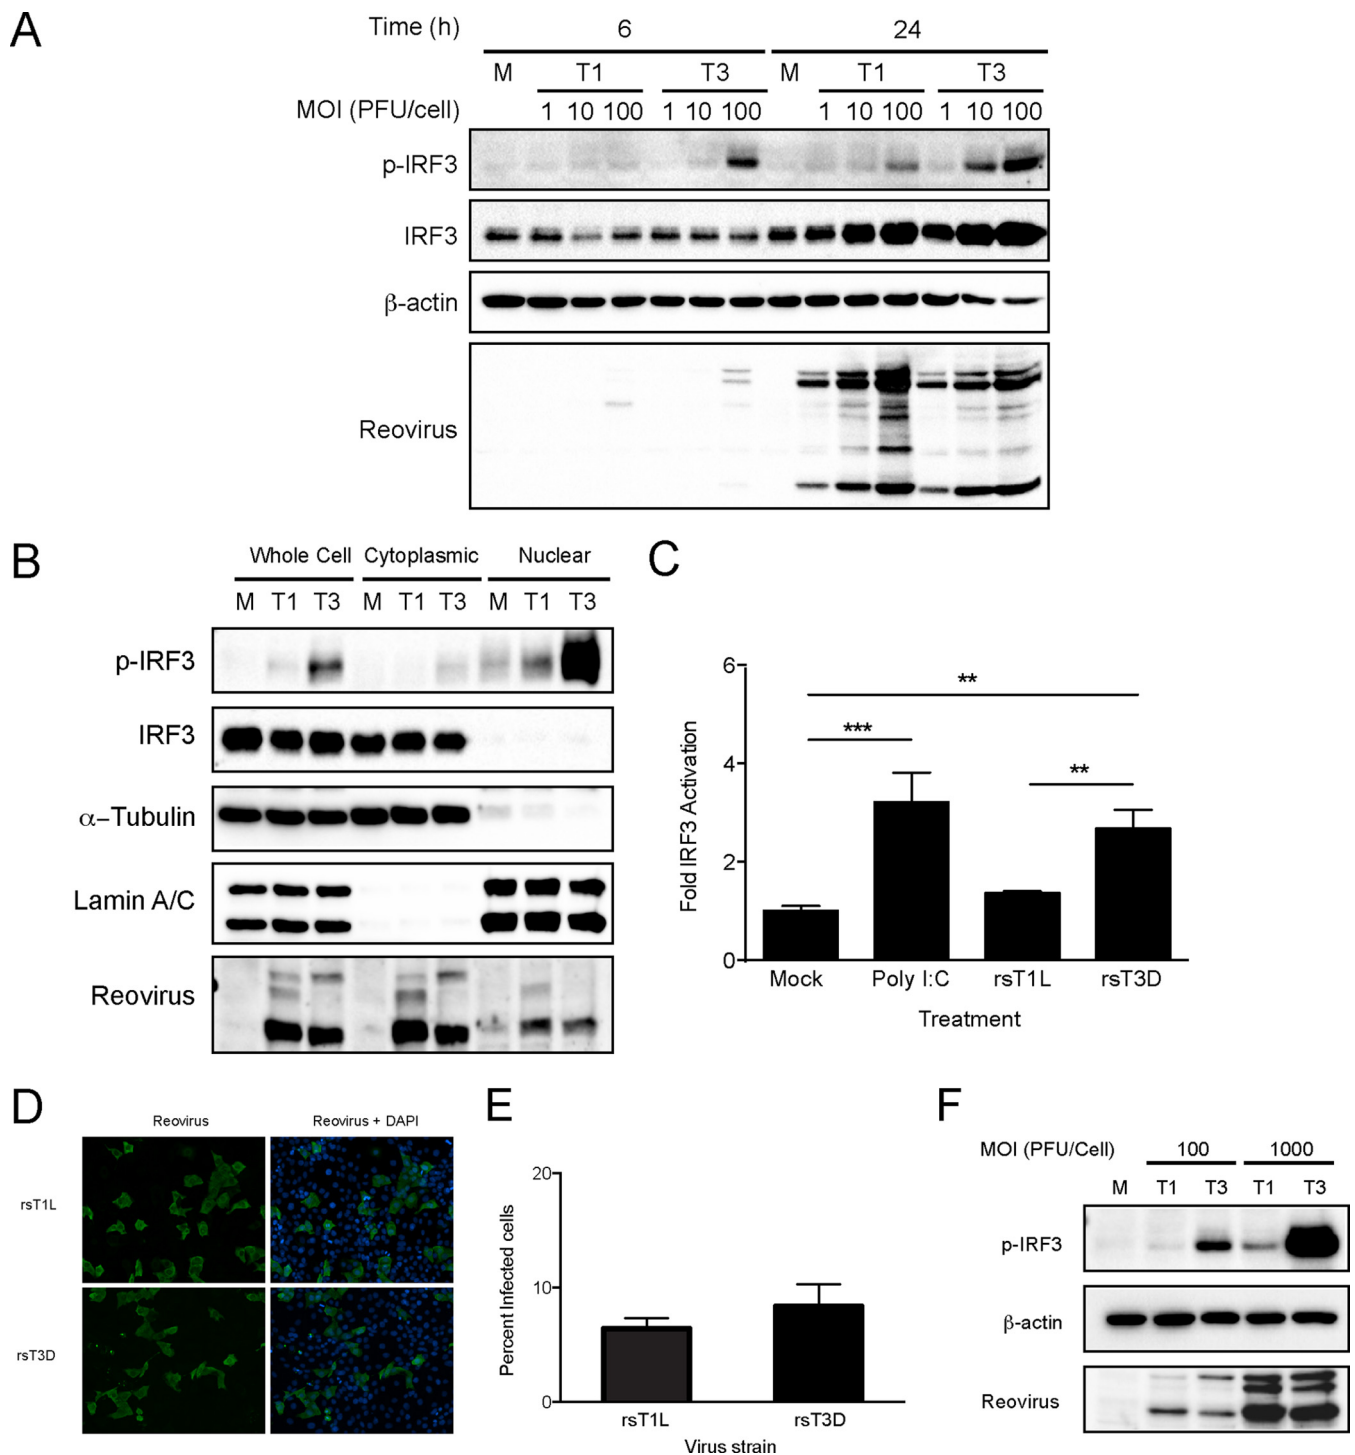 A
Time (h) 6 24
M T1 T3 M T1 T3
MOI (PFU/cell) 1 10 100 1 10 100 1 10 100 1 10 100
p-IRF3
IRF3
β-actin
Reovirus
B
Whole Cell Cytoplasmic Nuclear
M T1 T3 M T1 T3 M T1 T3
p-IRF3
IRF3
α–Tubulin
Lamin A/C
Reovirus
C
Fold IRF3 Activation
6
4
2
0
**
***
**
Mock Poly I:C rsT1L rsT3D
Treatment
D
Reovirus Reovirus + DAPI
rsT1L
rsT3D
E
Percent Infected cells
20
10
0
rsT1L rsT3D
Virus strain
F
MOI (PFU/Cell) 100 1000
M T1 T3 T1 T3
p-IRF3
β-actin
Reovirus